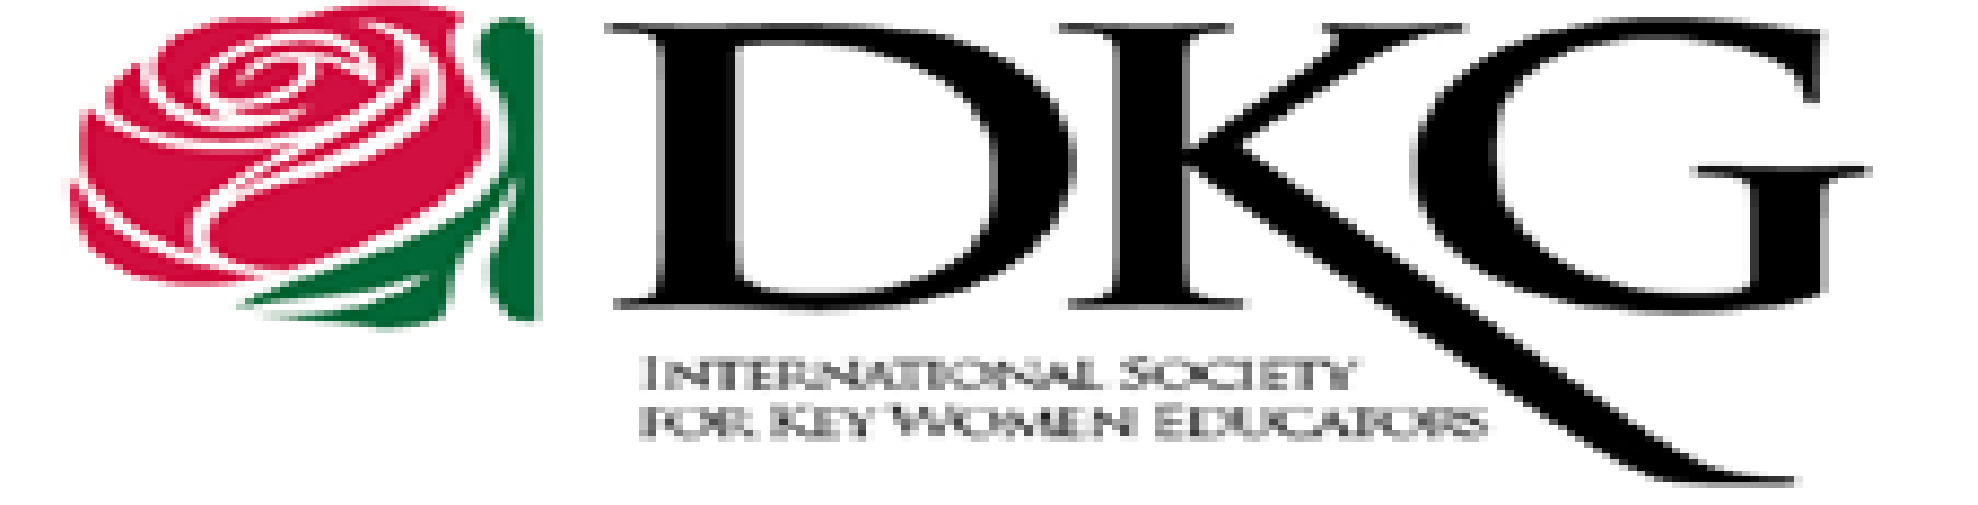 DKG
INTERNATIONAL SOCIETY
FOR KEY WOMEN EDUCATORS